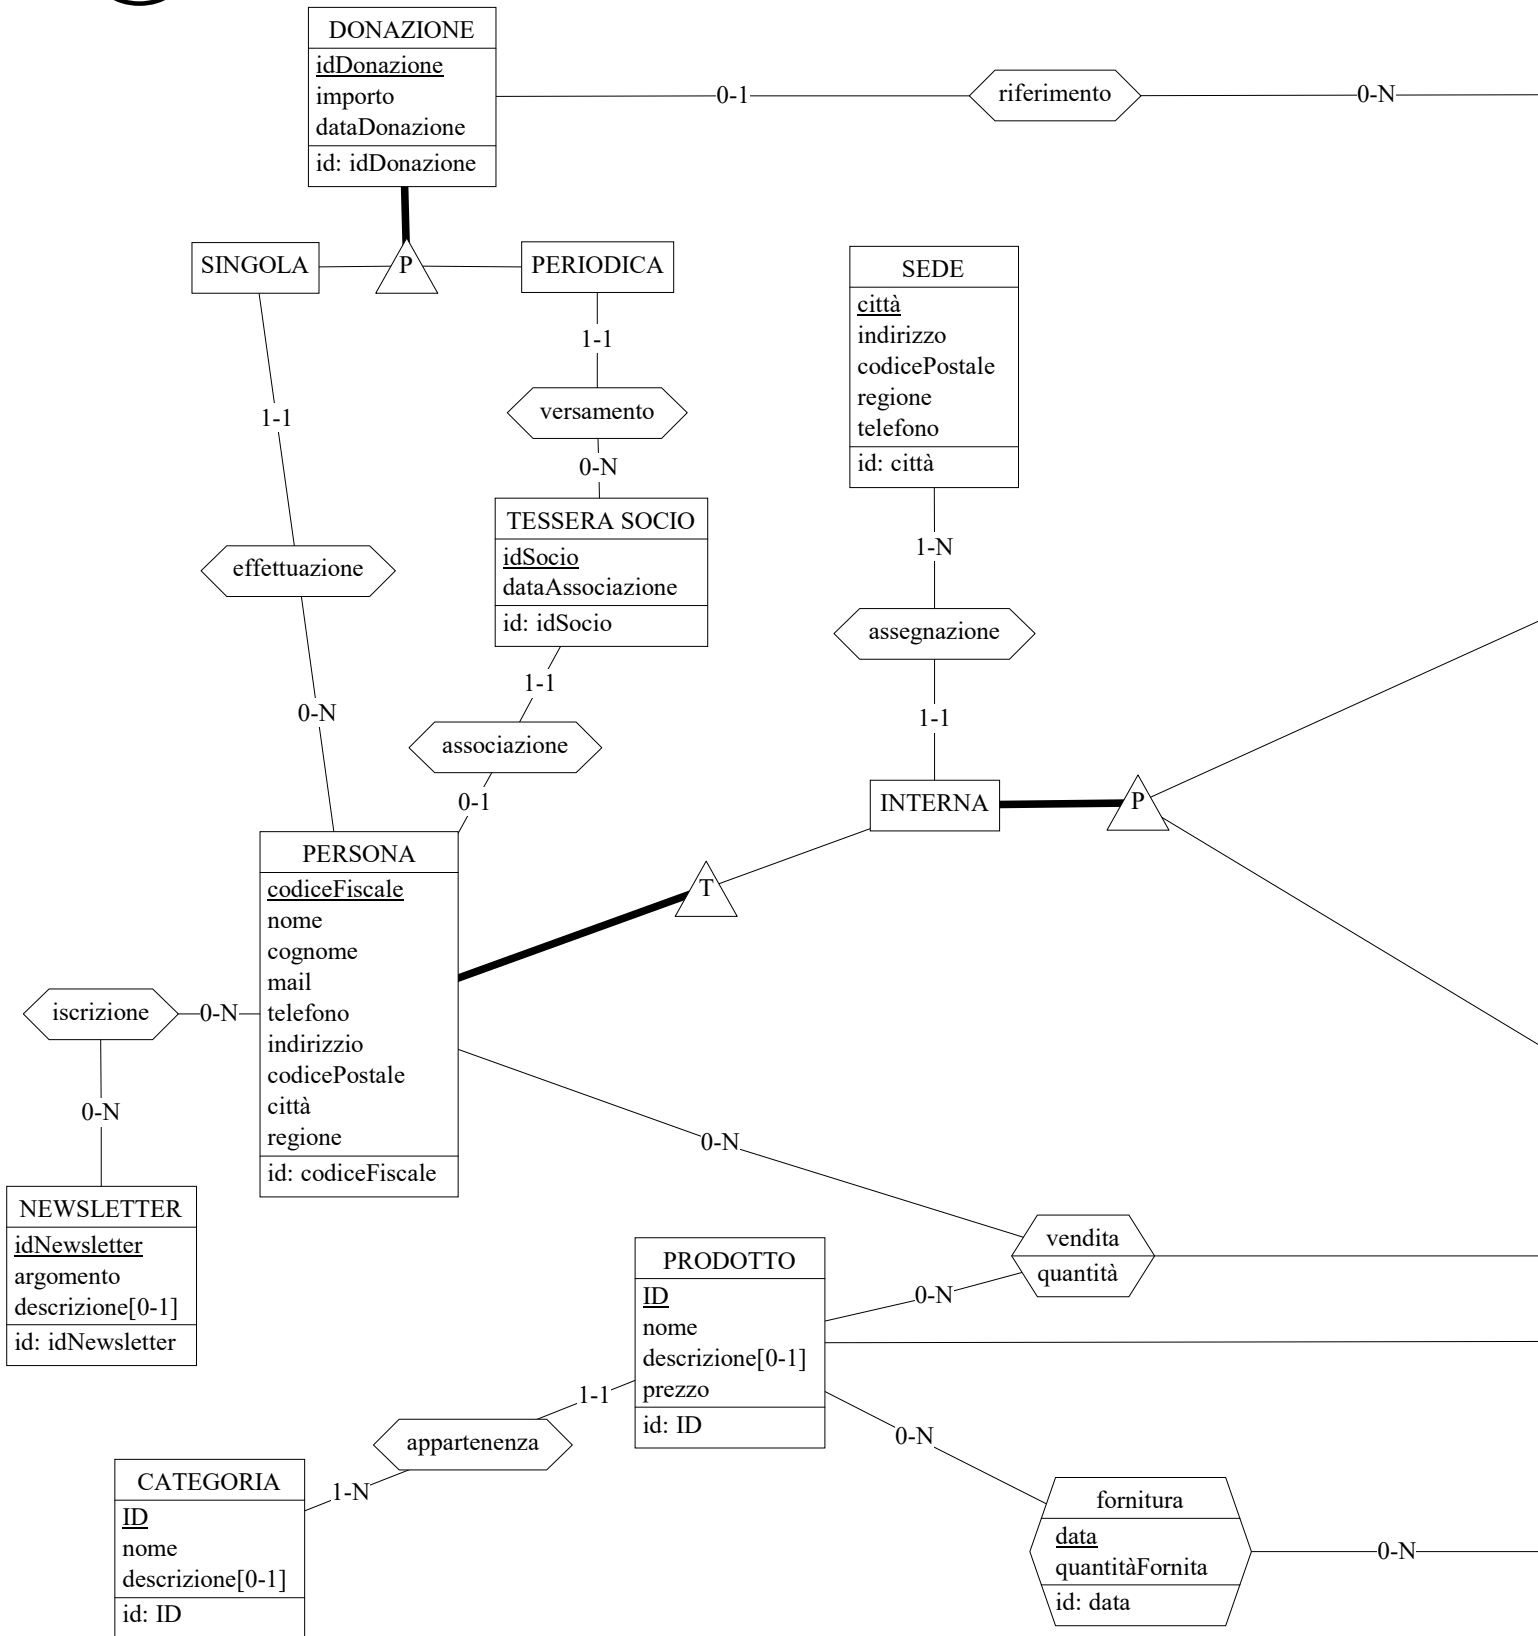 DONAZIONE
idDonazione
importo
dataDonazione
id: idDonazione
0-1
riferimento
0-N
SINGOLA
P
PERIODICA
SEDE
città
indirizzo
codicePostale
regione
telefono
id: città
1-1
versamento
0-N
1-1
TESSERA SOCIO
idSocio
dataAssociazione
id: idSocio
1-N
effettuazione
assegnazione
1-1
0-N
1-1
associazione
0-1
INTERNA
P
T
PERSONA
codiceFiscale
nome
cognome
mail
telefono
indirizzio
codicePostale
città
regione
id: codiceFiscale
iscrizione
0-N
0-N
0-N
NEWSLETTER
idNewsletter
argomento
descrizione[0-1]
id: idNewsletter
vendita
quantità
PRODOTTO
ID
nome
descrizione[0-1]
prezzo
id: ID
0-N
1-1
appartenenza
1-N
0-N
CATEGORIA
ID
nome
descrizione[0-1]
id: ID
fornitura
data
quantitàFornita
id: data
0-N